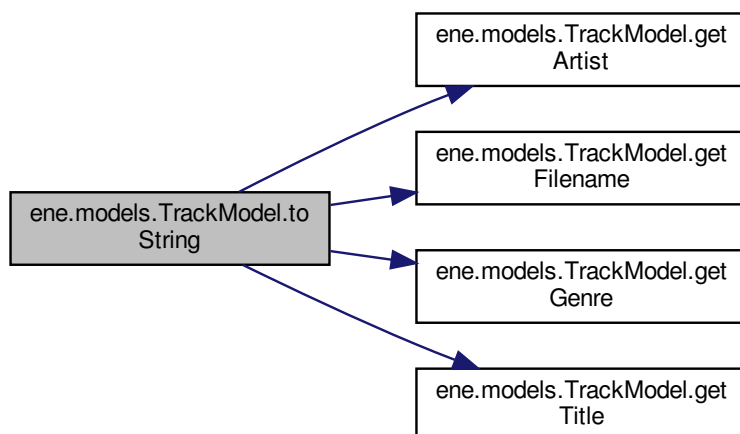 ene.models.TrackModel.get
Artist
ene.models.TrackModel.get
Filename
ene.models.TrackModel.to
String
ene.models.TrackModel.get
Genre
ene.models.TrackModel.get
Title